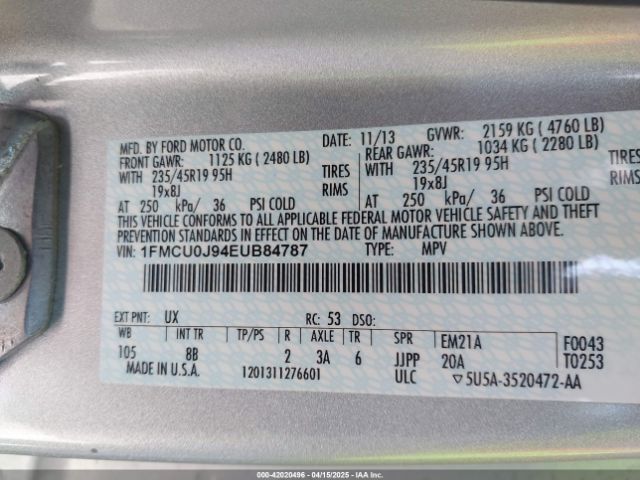 MFD. BY FORD MOTOR CO. DATE: 11/13 GVWR: 2159 KG ( 4760 LB)
FRONT GAWR: 1125 KG ( 2480 LB) REAR GAWR: 1034 KG ( 2280 LB)
WITH 235/45R19 95H TIRES WITH 235/45R19 95H TIRES
19x8J RIMS 19x8J RIMS
AT 250 kPa/ 36 PSI COLD AT 250 kPa/ 36 PSI COLD
THIS VEHICLE CONFORMS TO ALL APPLICABLE FEDERAL MOTOR VEHICLE SAFETY AND THEFT
PREVENTION STANDARDS IN EFFECT ON THE DATE OF MANUFACTURE SHOWN ABOVE.
VIN: 1FMCU0J94EUB84787 TYPE: MPV
EXT PNT: UX RC: 53 DSO:
WB INT TR TP/PS R AXLE TR SPR EM21A F0043
105 8B 2 3A 6 JJPP 20A T0253
MADE IN U.S.A. 1201311276601 ULC ▽5U5A-3520472-AA
000-42020496 - 04/15/2025 - IAA Inc.